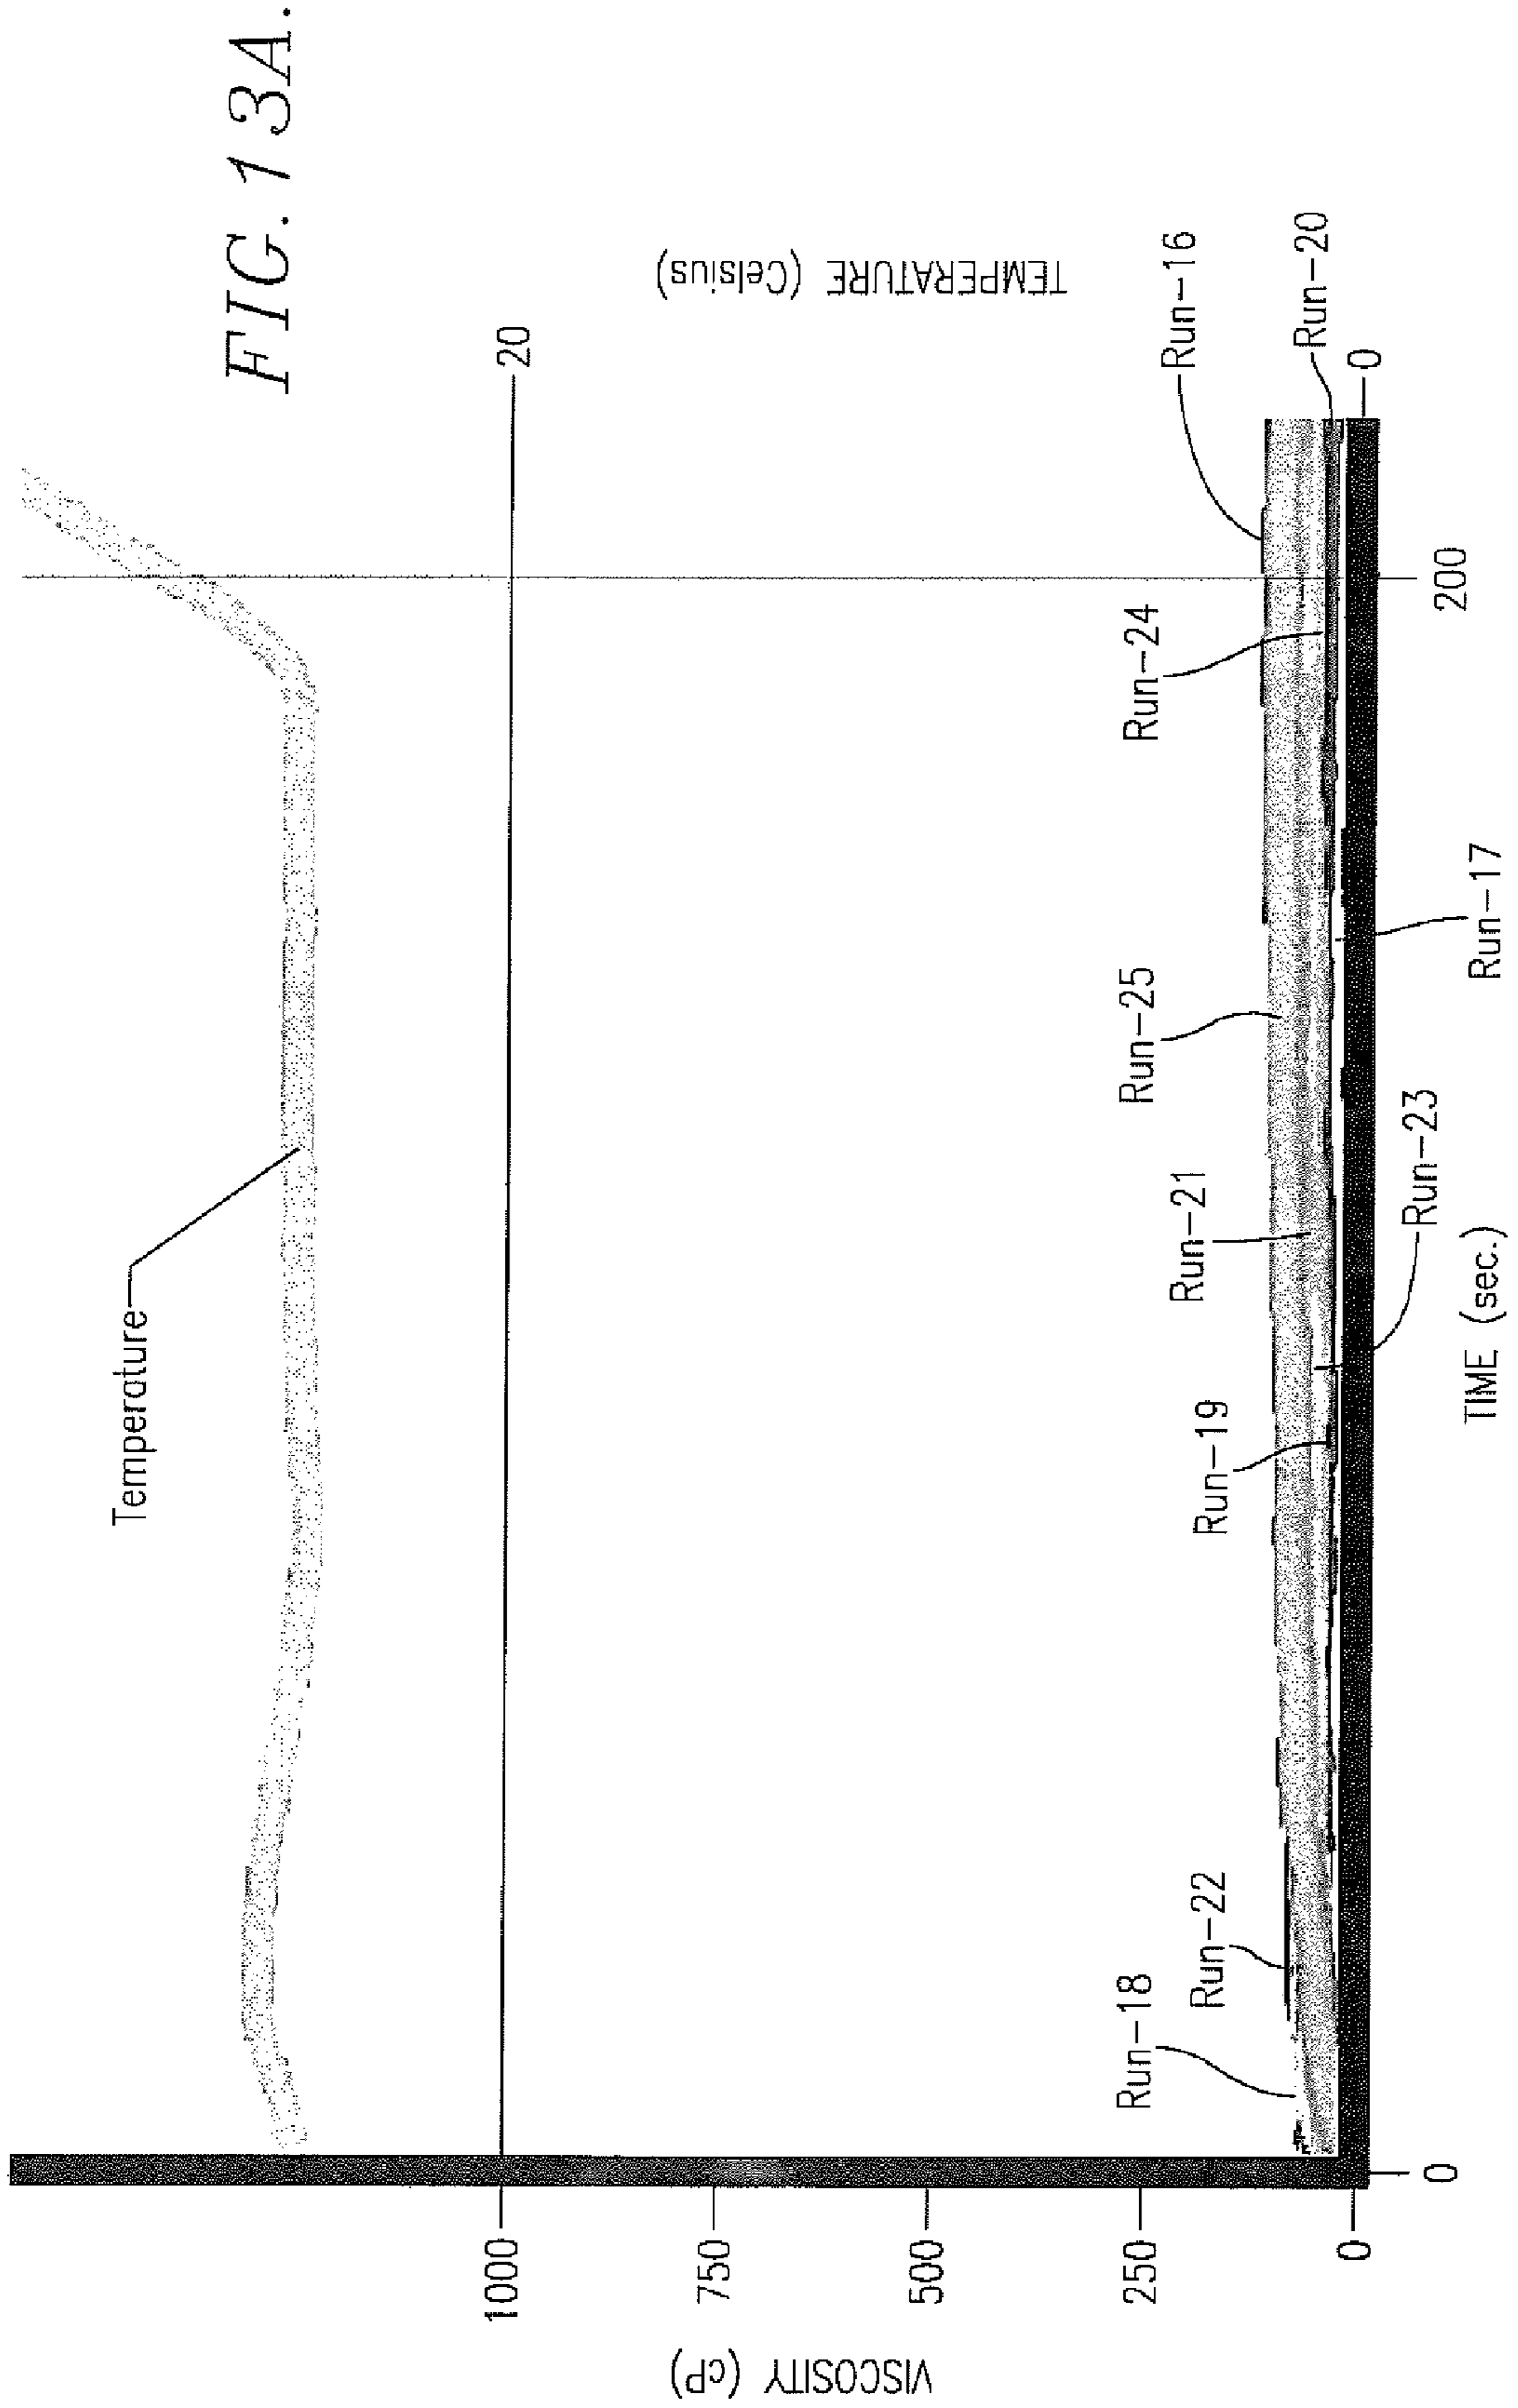 FIG. 13A.
Temperature
VISCOSITY (cP)
1000
750
500
250
0
20
0
TEMPERATURE (Celsius)
Run-18
Run-22
Run-19
Run-21
Run-25
Run-24
Run-16
Run-20
Run-23
Run-17
0
200
TIME (sec.)